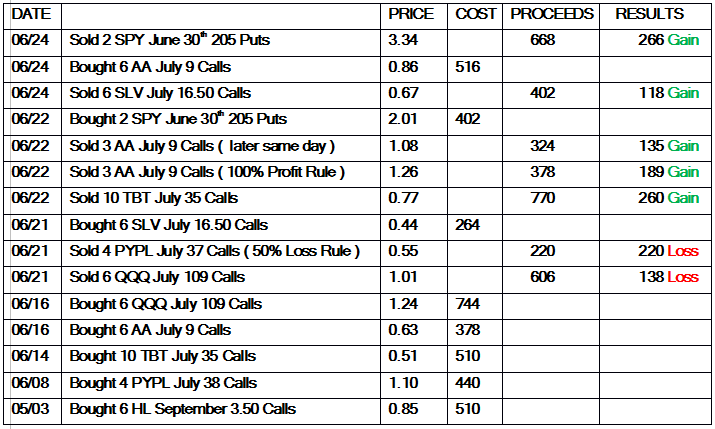 DATE PRICE COST PROCEEDS RESULTS
06/24 Sold 2 SPY June 30th 205 Puts 3.34 668 266 Gain
06/24 Bought 6 AA July 9 Calls 0.86 516
06/24 Sold 6 SLV July 16.50 Calls 0.67 402 118 Gain
06/22 Bought 2 SPY June 30th 205 Puts 2.01 402
06/22 Sold 3 AA July 9 Calls ( later same day ) 1.08 324 135 Gain
06/22 Sold 3 AA July 9 Calls ( 100% Profit Rule ) 1.26 378 189 Gain
06/22 Sold 10 TBT July 35 Calls 0.77 770 260 Gain
06/21 Bought 6 SLV July 16.50 Calls 0.44 264
06/21 Sold 4 PYPL July 37 Calls ( 50% Loss Rule ) 0.55 220 220 Loss
06/21 Sold 6 QQQ July 109 Calls 1.01 606 138 Loss
06/16 Bought 6 QQQ July 109 Calls 1.24 744
06/16 Bought 6 AA July 9 Calls 0.63 378
06/14 Bought 10 TBT July 35 Calls 0.51 510
06/08 Bought 4 PYPL July 38 Calls 1.10 440
05/03 Bought 6 HL September 3.50 Calls 0.85 510